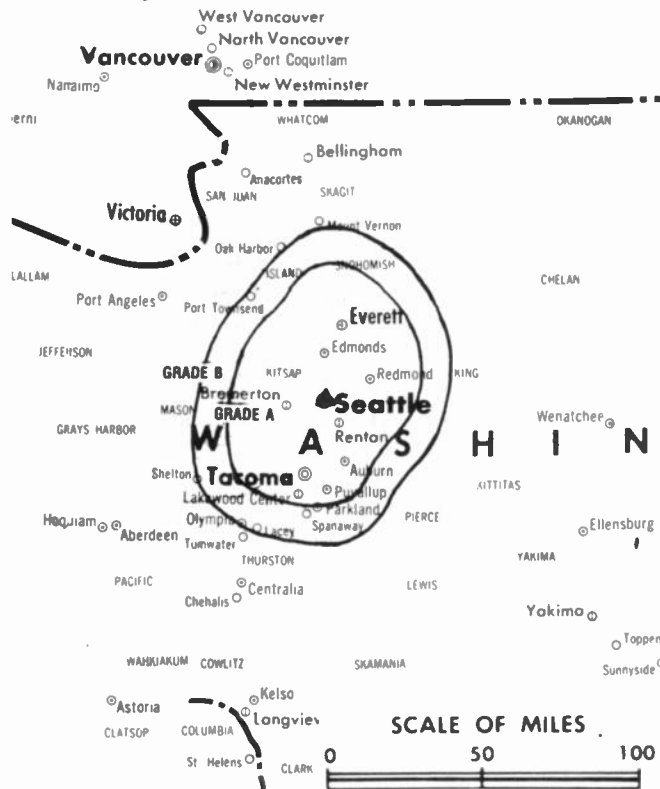 West Vancouver
North Vancouver
Vancouver
Port Coquitlam
Nanaimo
New Westminster
erni
WHATCOM
OKANOGAN
Bellingham
Anacortes
SAN JUAN
SKAGIT
Victoria
Mount Vernon
Oak Harbor
SNOHOMISH
ISLAND
LALLAM
CHELAN
Port Angeles
Port Townsend
Everett
JEFFERSON
Edmonds
GRADE B
KITSAP
Redmond
KING
Bremerton
Seattle
MASON
GRADE A
Wenatchee
GRAYS HARBOR
Renton
W A S H I N
Shelton
Tacoma
Auburn
KITTITAS
Lakewood Center
Puyallup
Parkland
Hoquiam
Aberdeen
Olympia
Lacey
Spanaway
PIERCE
Ellensburg
Tumwater
THURSTON
YAKIMA
PACIFIC
Centralia
LEWIS
Chehalis
Yakima
Toppen
WAHKIAKUM
COWLITZ
SKAMANIA
Sunnyside
Astoria
Kelso
Longview
CLATSOP
COLUMBIA
SCALE OF MILES
St Helens
CLARK
0 50 100